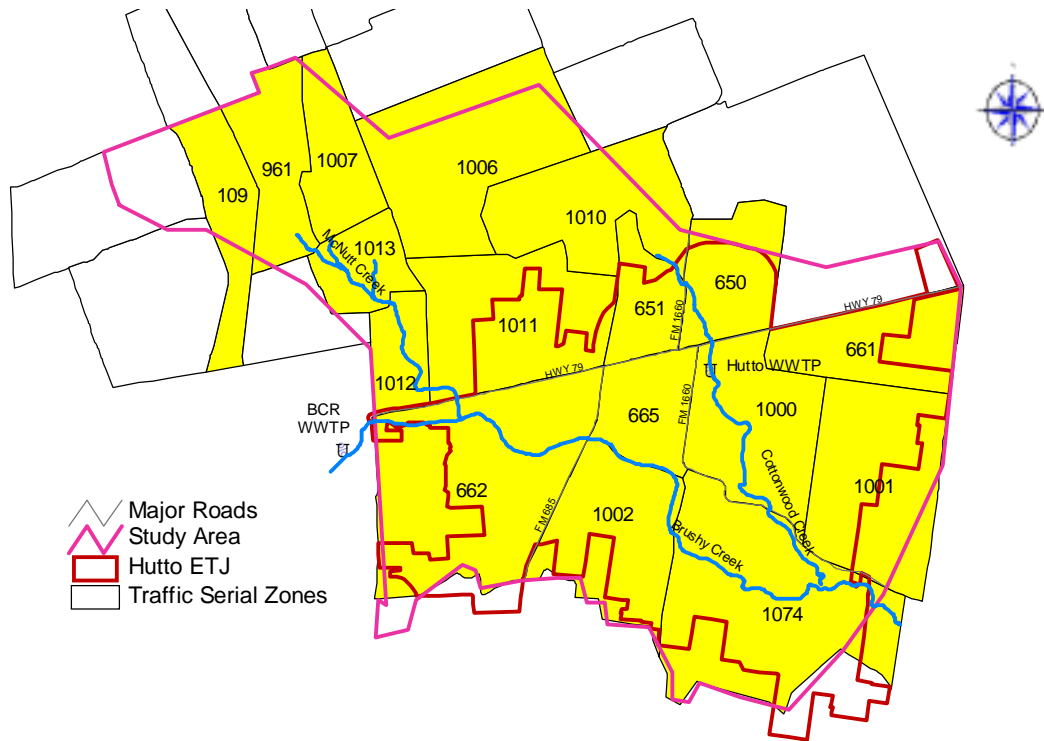 1007
961
1006
109
1010
1013
McNutt Creek
650
651
FM 1660
HWY 79
1011
661
HWY 79
Hutto WWTP
1012
665
FM 1660
1000
BCR
WWTP
Cottonwood Creek
1001
662
FM 685
1002
Brushy Creek
1074
Major Roads
Study Area
Hutto ETJ
Traffic Serial Zones